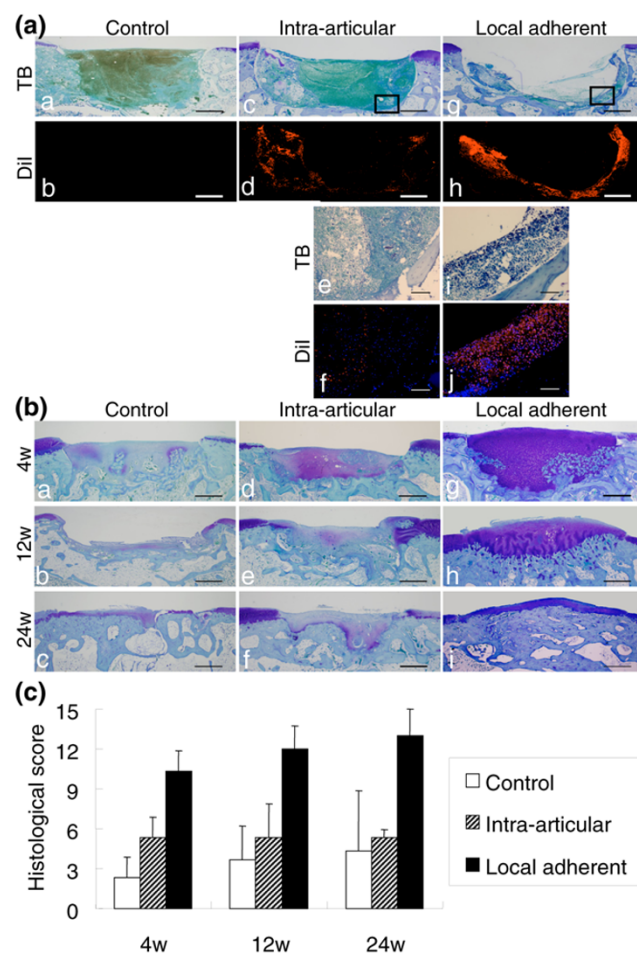 (a)
Control Intra-articular Local adherent
TB
a c g
DiI
b d h
TB
e i
DiI
f j
(b)
Control Intra-articular Local adherent
4w
a d g
12w
b e h
24w
c f i
(c)
Histological score
15
12
9
6
3
0
4w 12w 24w
Control
Intra-articular
Local adherent